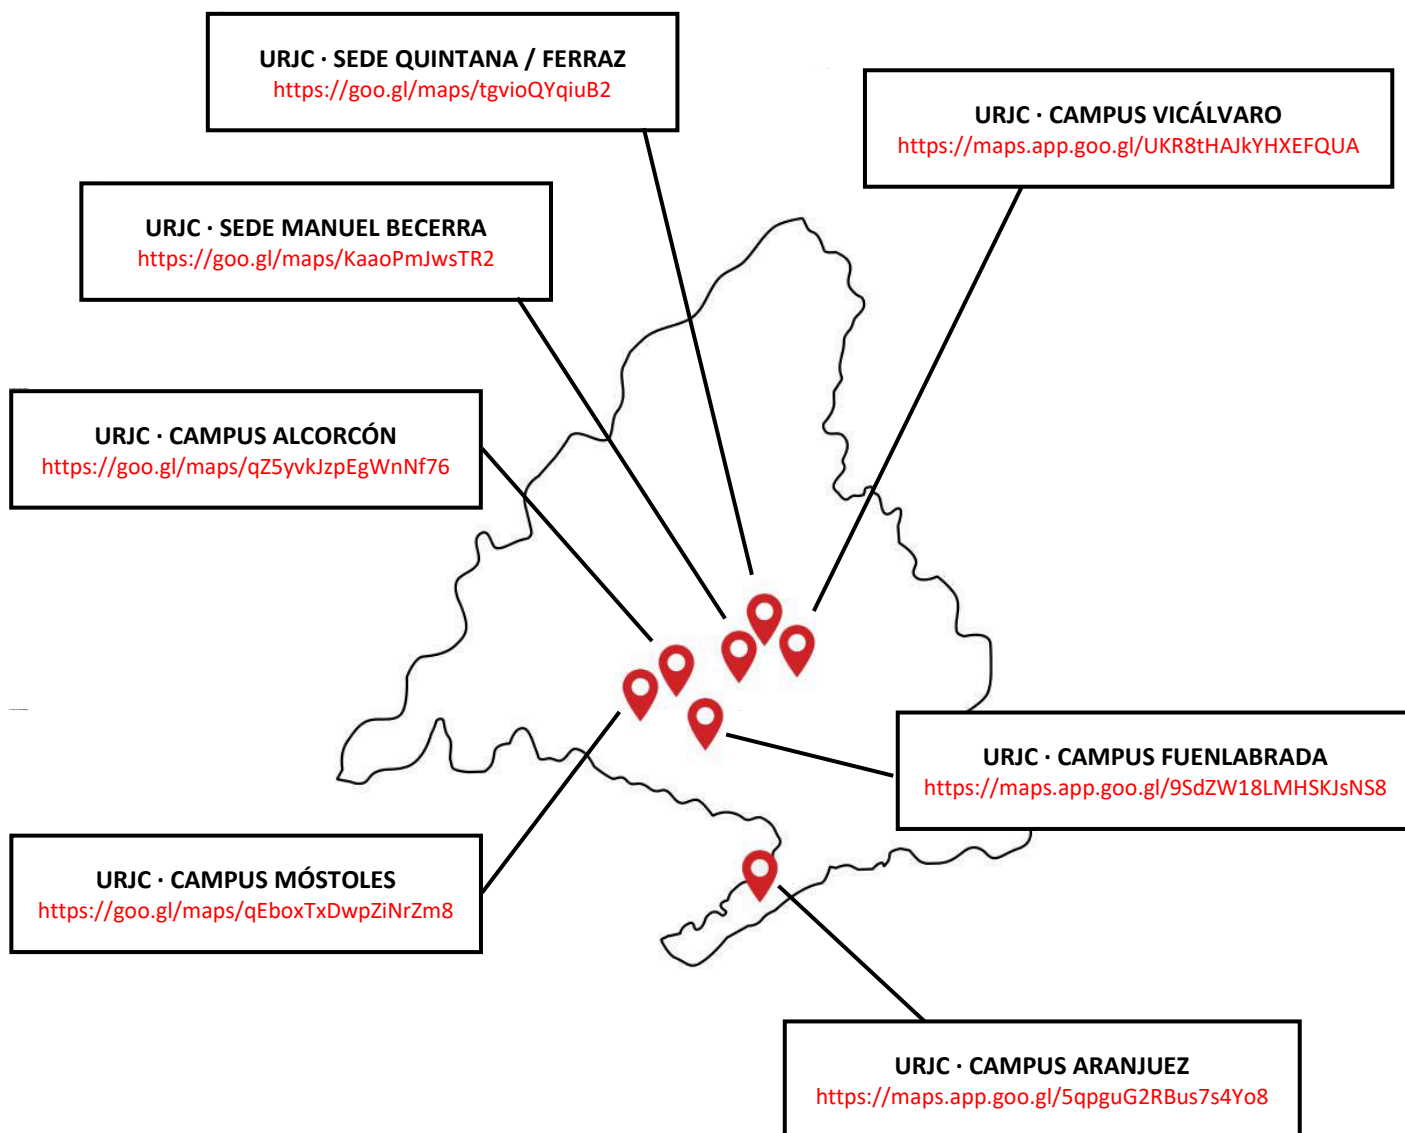 URJC · SEDE QUINTANA / FERRAZ
https://goo.gl/maps/tgvioQYqiuB2
URJC · CAMPUS VICÁLVARO
https://maps.app.goo.gl/UKR8tHAJkYHXEFQUA
URJC · SEDE MANUEL BECERRA
https://goo.gl/maps/KaaoPmJwsTR2
URJC · CAMPUS ALCORCÓN
https://goo.gl/maps/qZ5yvkJzpEgWnNf76
URJC · CAMPUS FUENLABRADA
https://maps.app.goo.gl/9SdZW18LMHSKJsNS8
URJC · CAMPUS MÓSTOLES
https://goo.gl/maps/qEboxTxDwpZiNrZm8
URJC · CAMPUS ARANJUEZ
https://maps.app.goo.gl/5qpguG2RBus7s4Yo8